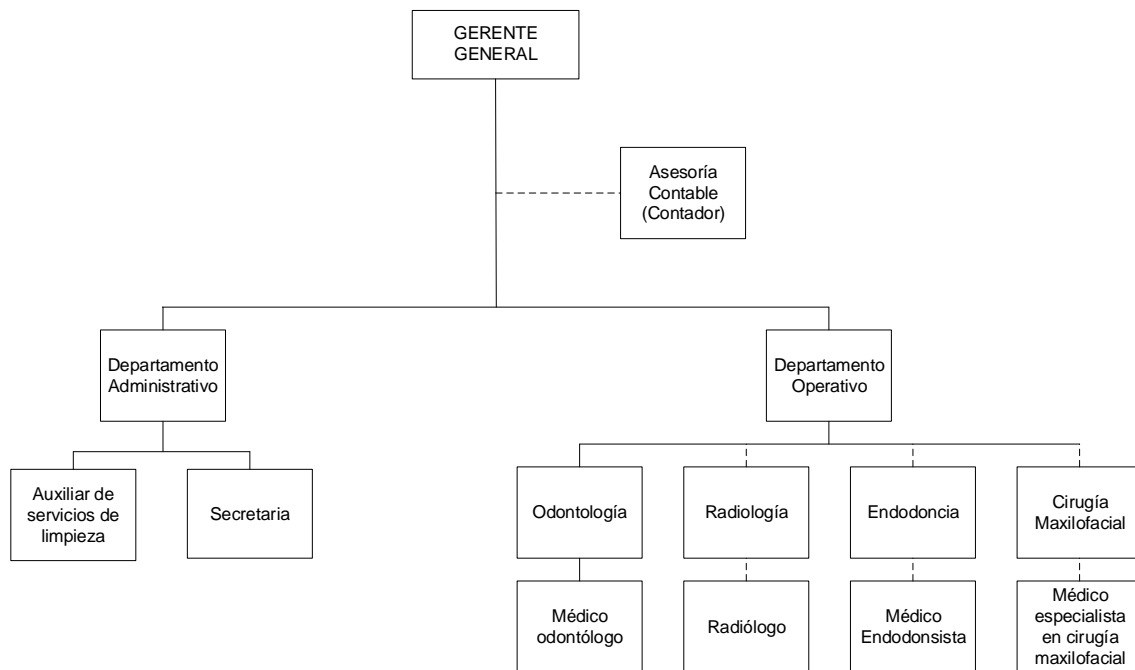 GERENTE
GENERAL
Asesoría
Contable
(Contador)
Departamento
Administrativo
Departamento
Operativo
Auxiliar de
servicios de
limpieza
Secretaria
Odontología
Radiología
Endodoncia
Cirugía
Maxilofacial
Médico
odontólogo
Radiólogo
Médico
Endodonsista
Médico
especialista
en cirugía
maxilofacial